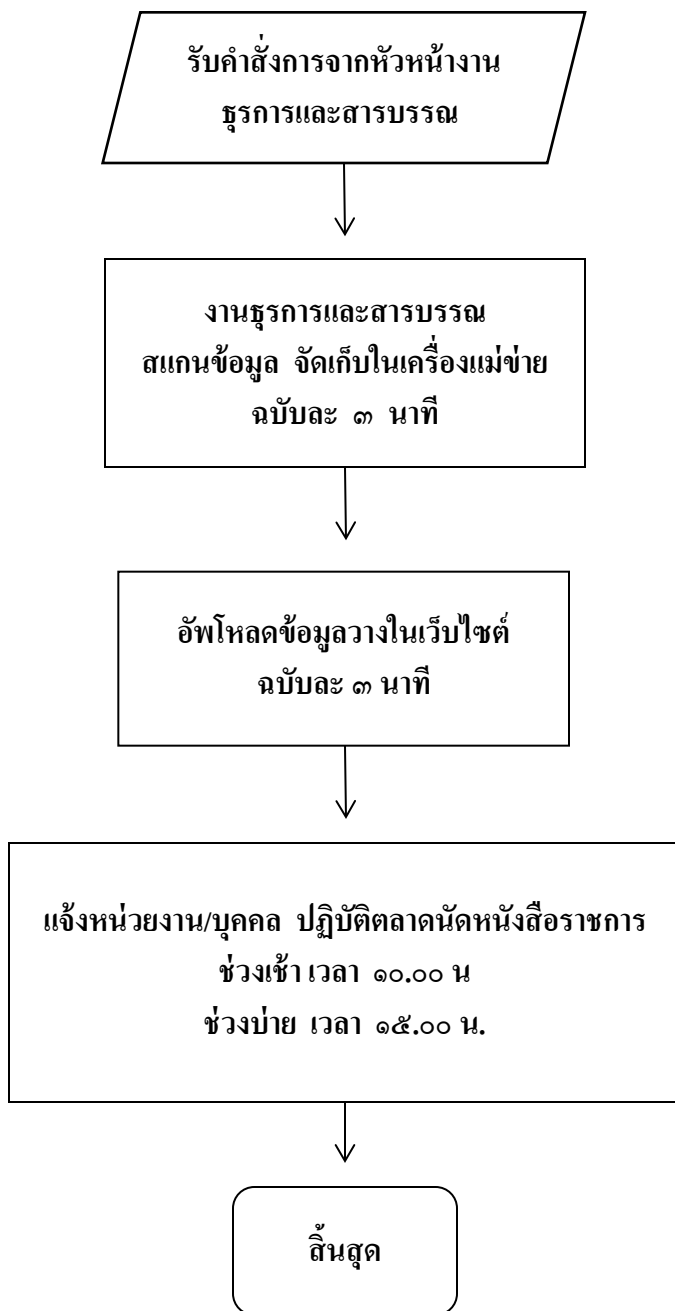 รับคำสั่งการจากหัวหน้างาน
ธุรการและสารบรรณ
งานธุรการและสารบรรณ
สแกนข้อมูล จัดเก็บในเครื่องแม่ข่าย
ฉบับละ ๓ นาที
อัพโหลดข้อมูลวางในเว็บไซต์
ฉบับละ ๓ นาที
แจ้งหน่วยงาน/บุคคล ปฏิบัติตลาดนัดหนังสือราชการ
ช่วงเช้า เวลา ๑๐.๐๐ น
ช่วงบ่าย เวลา ๑๕.๐๐ น.
สิ้นสุด